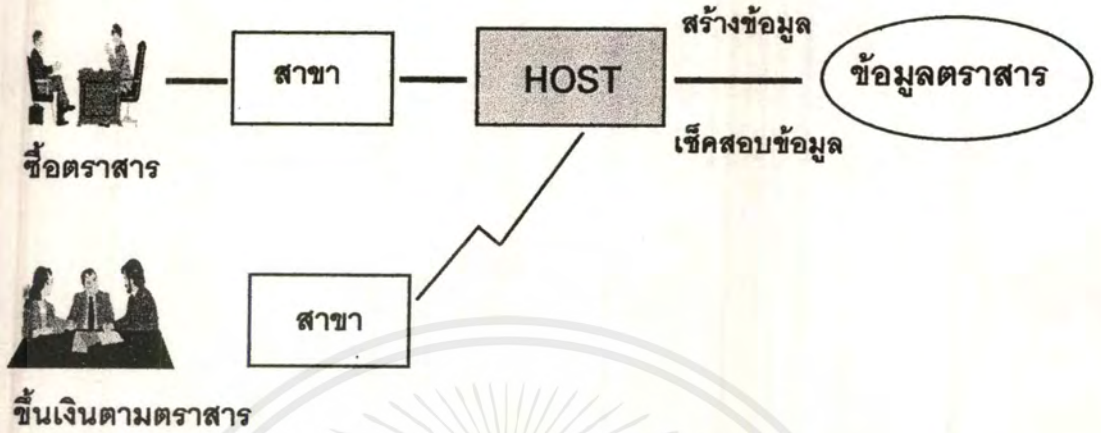 สร้างข้อมูล
สาขา
HOST
ข้อมูลตราสาร
เช็คสอบข้อมูล
ซื้อตราสาร
สาขา
ขึ้นเงินตามตราสาร